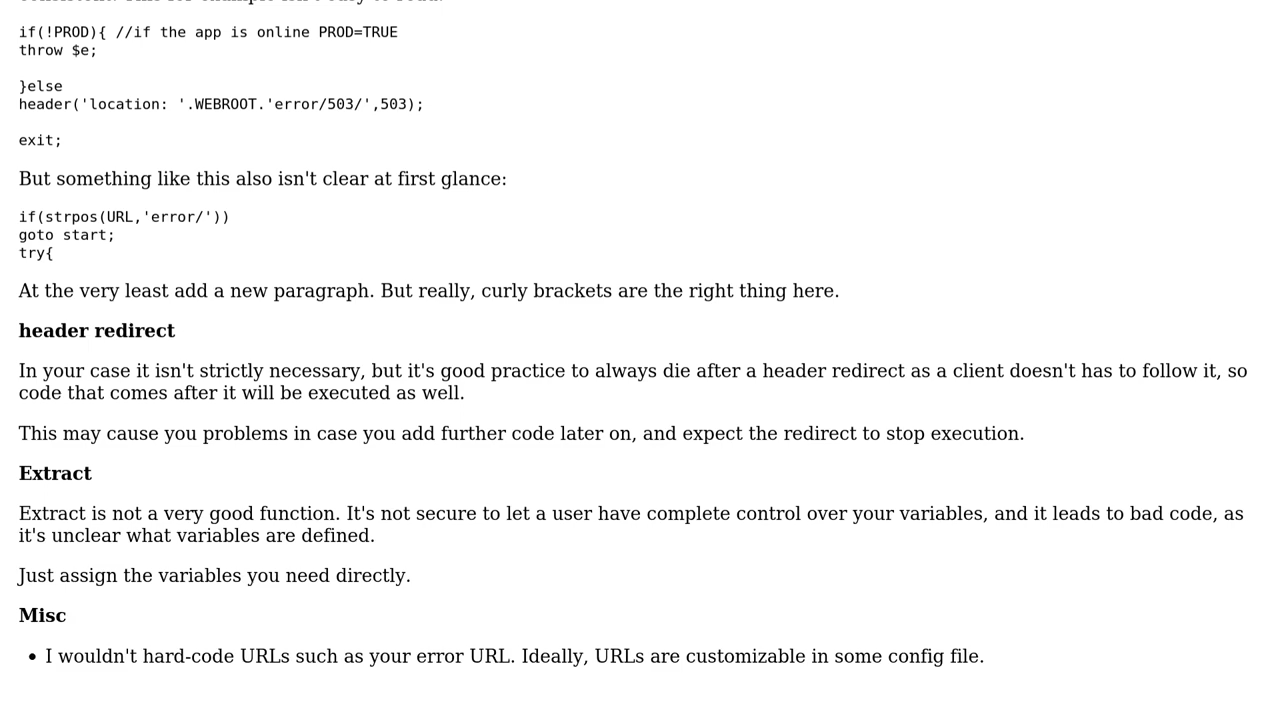 if(!PROD){ //if the app is online PROD=TRUE
throw $e;
}else
header('location: '.WEBROOT.'error/503/',503);
exit;
But something like this also isn't clear at first glance:
if(strpos(URL,'error/'))
goto start;
try{
At the very least add a new paragraph. But really, curly brackets are the right thing here.
header redirect
In your case it isn't strictly necessary, but it's good practice to always die after a header redirect as a client doesn't has to follow it, so
code that comes after it will be executed as well.
This may cause you problems in case you add further code later on, and expect the redirect to stop execution.
Extract
Extract is not a very good function. It's not secure to let a user have complete control over your variables, and it leads to bad code, as
it's unclear what variables are defined.
Just assign the variables you need directly.
Misc
• I wouldn't hard-code URLs such as your error URL. Ideally, URLs are customizable in some config file.